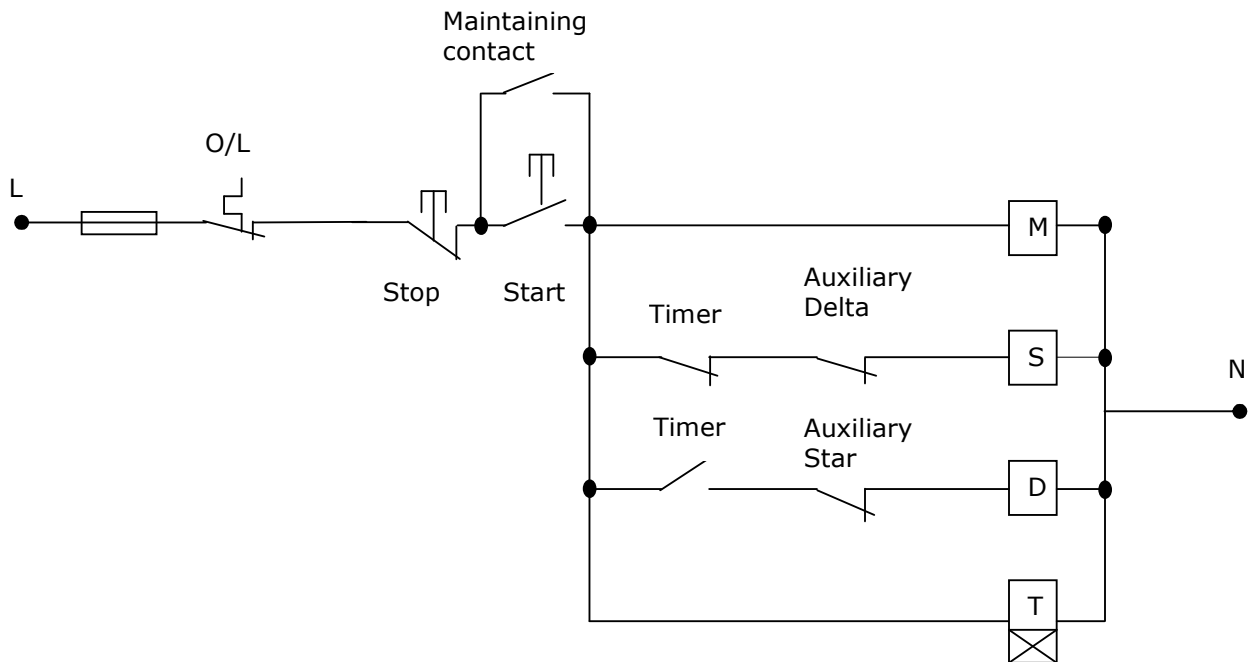 Maintaining
contact
O/L
L
M
Stop
Start
Auxiliary
Delta
Timer
S
N
Timer
Auxiliary
Star
D
T